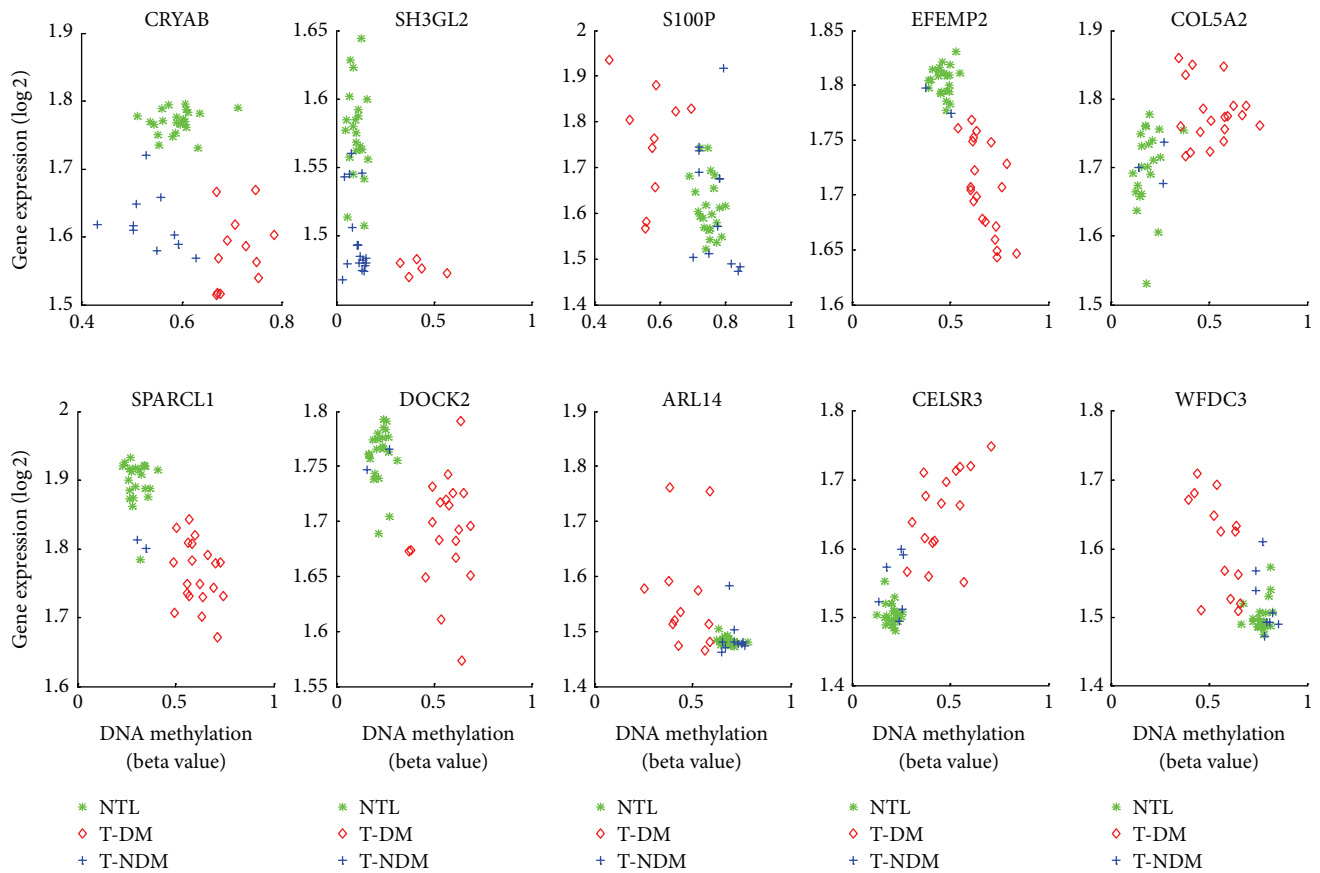 CRYAB SH3GL2 S100P EFEMP2 COL5A2
Gene expression (log 2)
1.9 1.8 1.7 1.6 1.5
0.4 0.6 0.8
1.65 1.6 1.55 1.5
0 0.5 1
2 1.9 1.8 1.7 1.6 1.5 1.4
0.4 0.6 0.8 1
1.85 1.8 1.75 1.7 1.65 1.6
0 0.5 1
1.9 1.8 1.7 1.6 1.5
0 0.5 1
SPARCL1 DOCK2 ARL14 CELSR3 WFDC3
Gene expression (log 2)
2 1.9 1.8 1.7 1.6
0 0.5 1
1.8 1.75 1.7 1.65 1.6 1.55
0 0.5 1
1.9 1.8 1.7 1.6 1.5 1.4
0 0.5 1
1.8 1.7 1.6 1.5 1.4
0 0.5 1
1.8 1.7 1.6 1.5 1.4
0 0.5 1
DNA methylation DNA methylation DNA methylation DNA methylation DNA methylation
(beta value) (beta value) (beta value) (beta value) (beta value)
NTL NTL NTL NTL NTL
T-DM T-DM T-DM T-DM T-DM
T-NDM T-NDM T-NDM T-NDM T-NDM